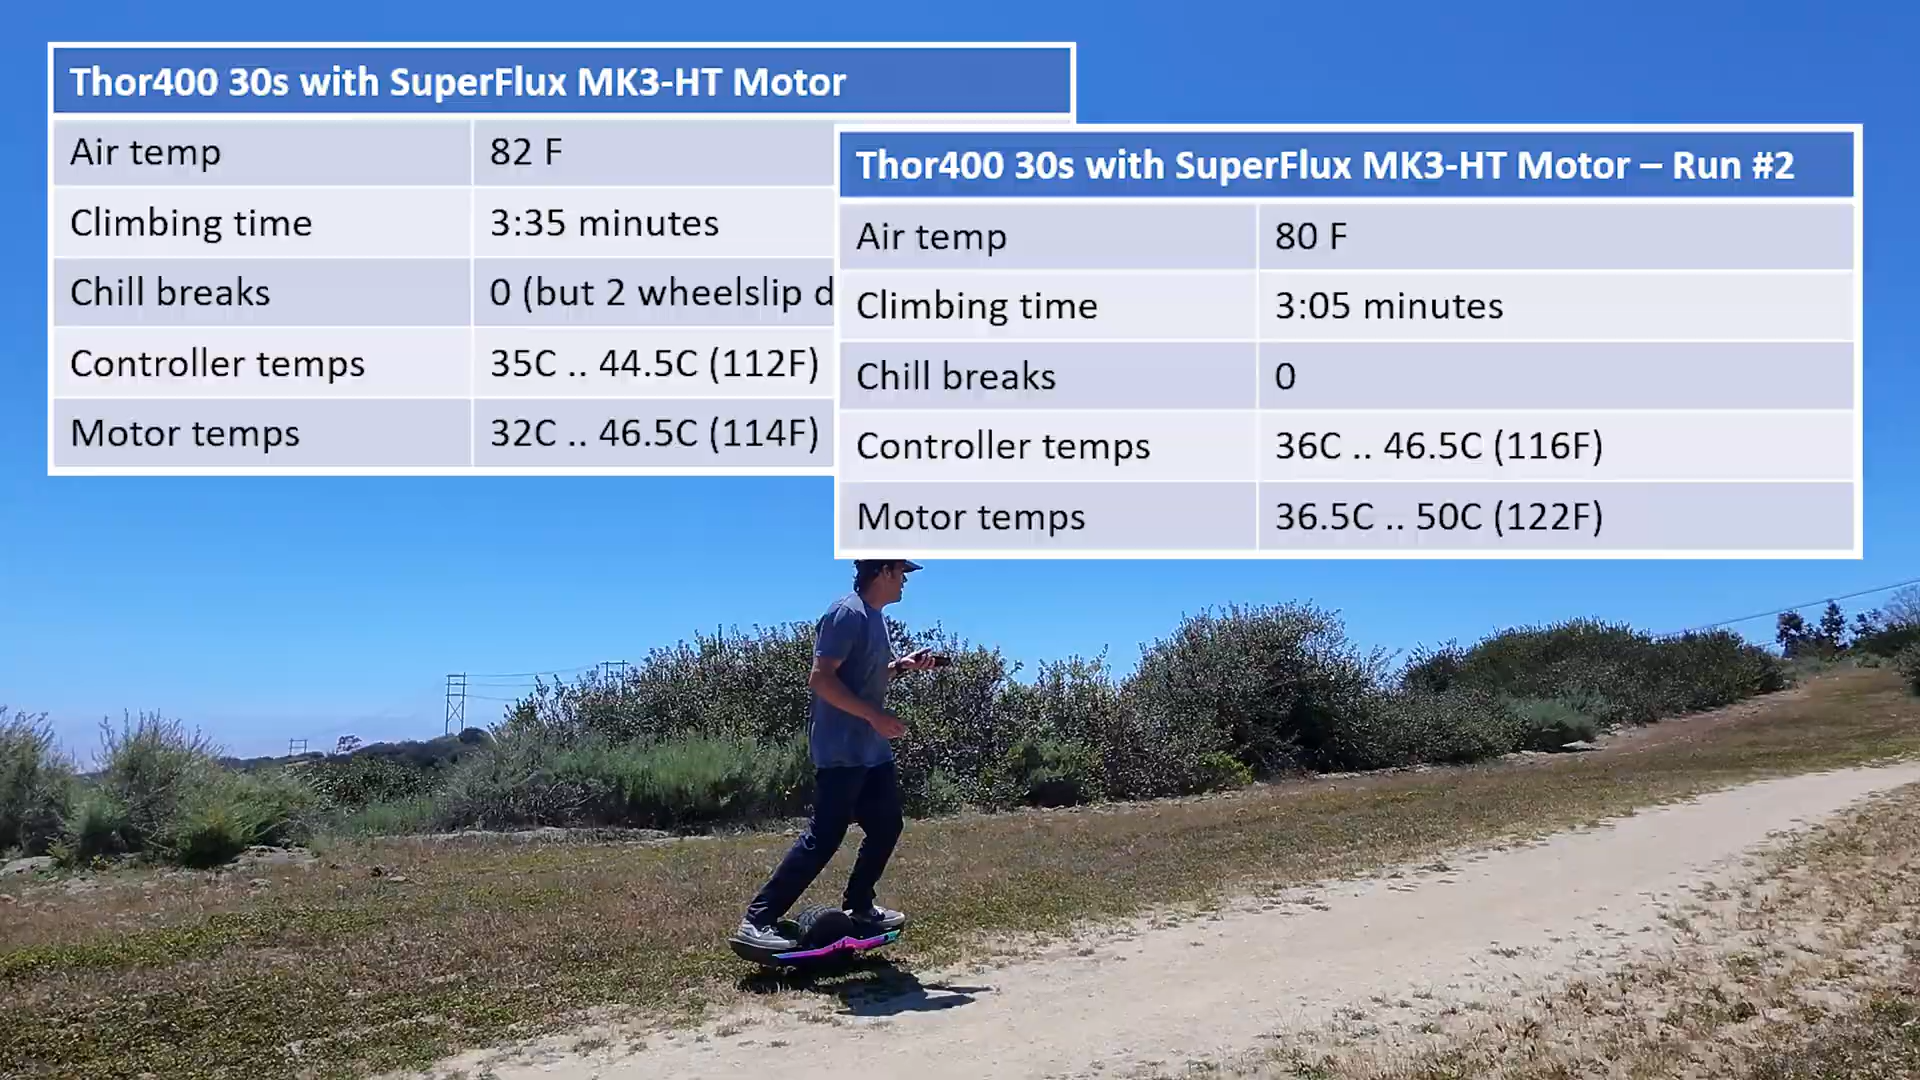 Thor400 30s with SuperFlux MK3-HT Motor
Air temp 82 F
Climbing time 3:35 minutes
Chill breaks 0 (but 2 wheelslip
Controller temps 35C .. 44.5C (112F)
Motor temps 32C .. 46.5C (114F)
Thor400 30s with SuperFlux MK3-HT Motor – Run #2
Air temp 80 F
Climbing time 3:05 minutes
Chill breaks 0
Controller temps 36C .. 46.5C (116F)
Motor temps 36.5C .. 50C (122F)